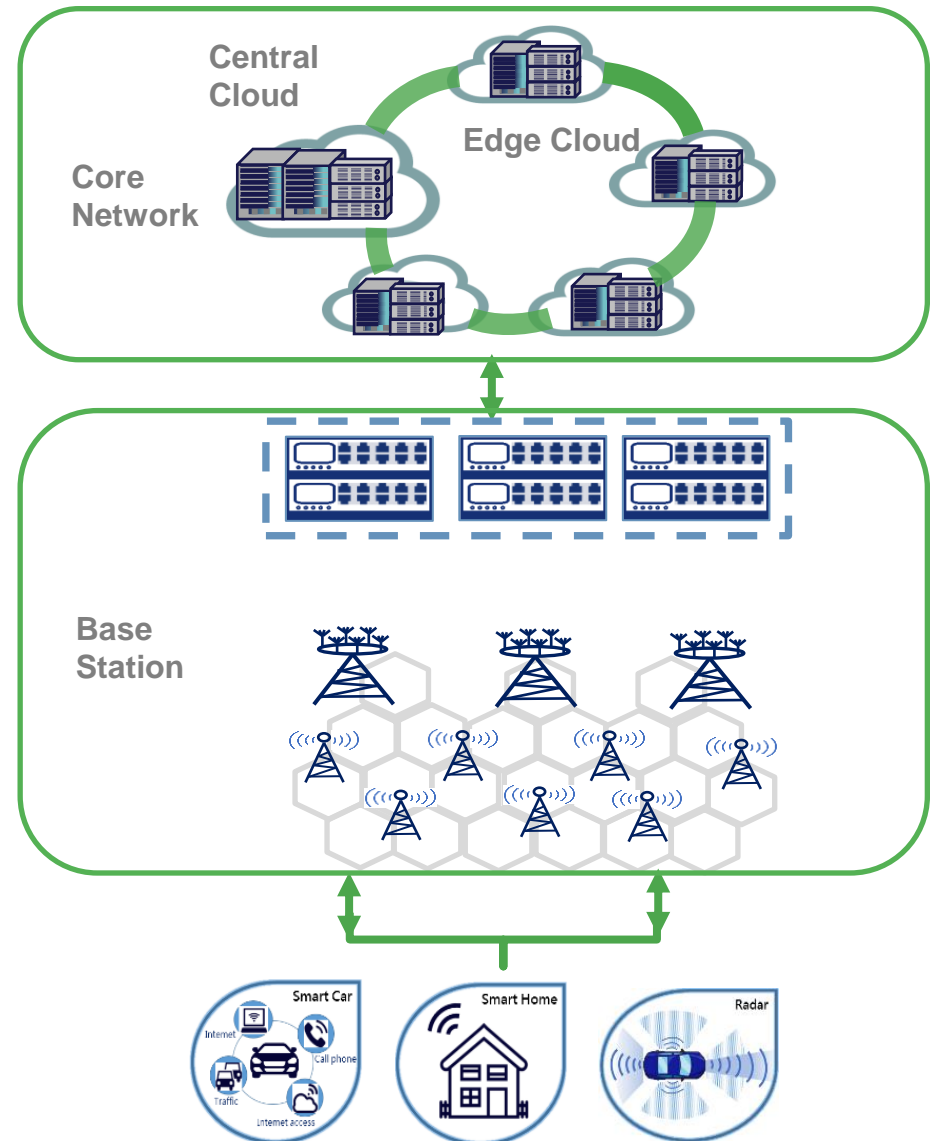 Central
Cloud
Edge Cloud
Core
Network
Base
Station
Smart Car
Internet
Call phone
Traffic
Internet access
Smart Home
Radar